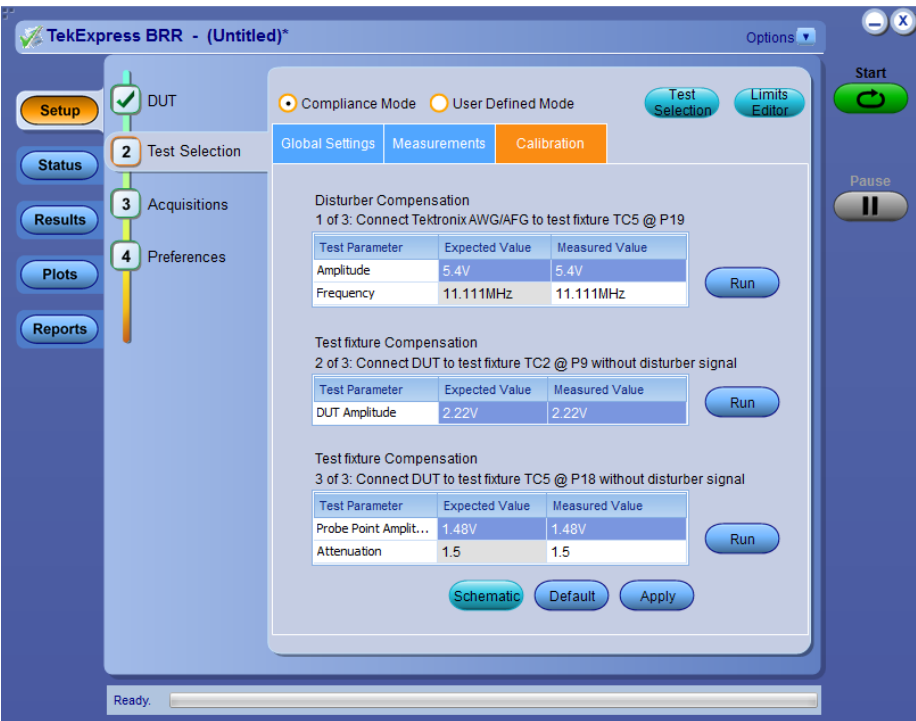 TekExpress BRR - (Untitled)*
Options
Start
Pause
Setup
Status
Results
Plots
Reports
DUT
2 Test Selection
3 Acquisitions
4 Preferences
Compliance Mode User Defined Mode
Test Selection
Limits Editor
Global Settings Measurements Calibration
Disturber Compensation
1 of 3: Connect Tektronix AWG/AFG to test fixture TC5 @ P19
Test Parameter Expected Value Measured Value
Amplitude 5.4V 5.4V
Frequency 11.111MHz 11.111MHz
Run
Test fixture Compensation
2 of 3: Connect DUT to test fixture TC2 @ P9 without disturber signal
Test Parameter Expected Value Measured Value
DUT Amplitude 2.22V 2.22V
Run
Test fixture Compensation
3 of 3: Connect DUT to test fixture TC5 @ P18 without disturber signal
Test Parameter Expected Value Measured Value
Probe Point Amplit... 1.48V 1.48V
Attenuation 1.5 1.5
Run
Schematic Default Apply
Ready.